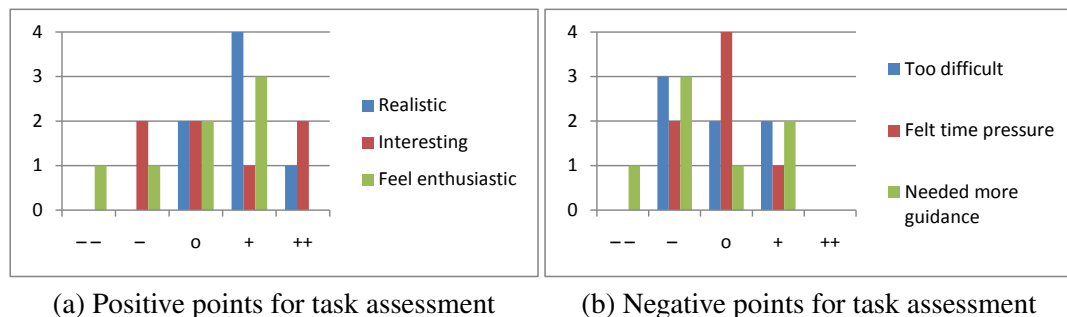 4
3
2
1
0
– –
–
o
+
++
Realistic
Interesting
Feel enthusiastic
(a) Positive points for task assessment
4
3
2
1
0
– –
–
o
+
++
Too difficult
Felt time pressure
Needed more
guidance
(b) Negative points for task assessment